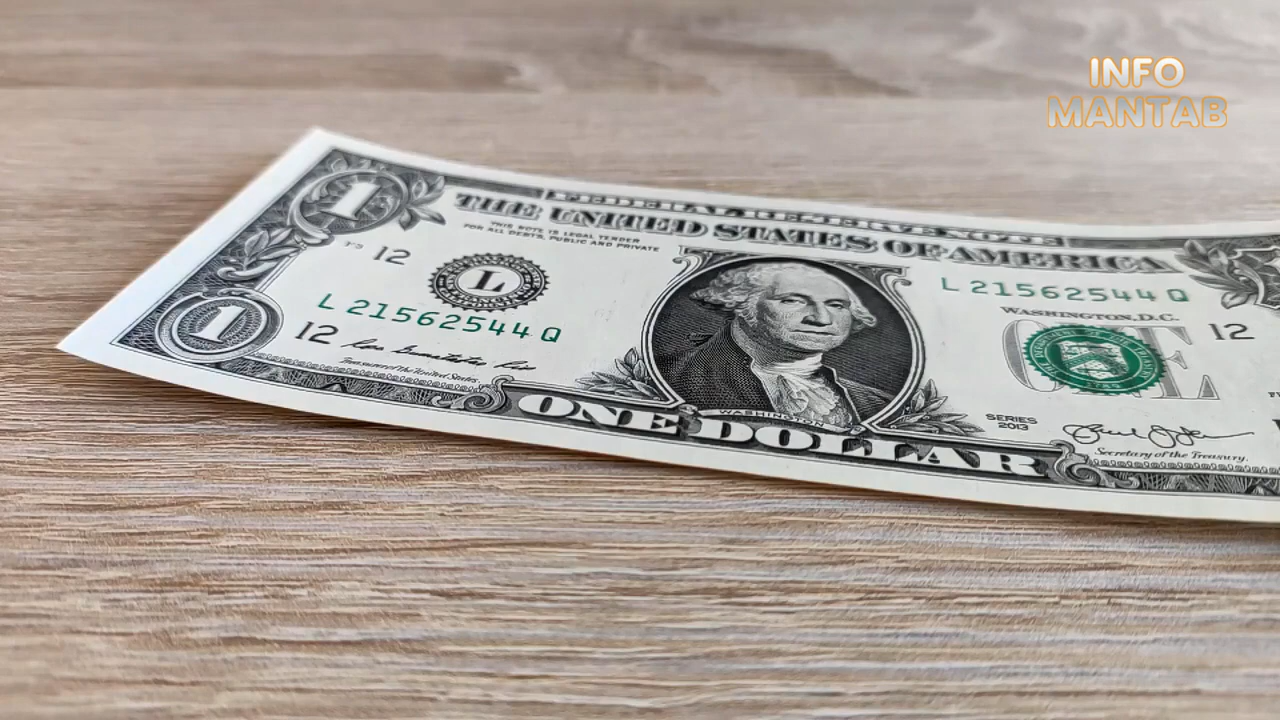 INFO
MANTAB
FEDERAL RESERVE NOTE
THE UNITED STATES OF AMERICA
THIS NOTE IS LEGAL TENDER
FOR ALL DEBTS, PUBLIC AND PRIVATE
1
12
L
L 21562544 Q
L 21562544 Q
WASHINGTON, D.C.
12
1
12
Treasurer of the United States.
WASHINGTON
SERIES
2013
Secretary of the Treasury.
ONE DOLLAR